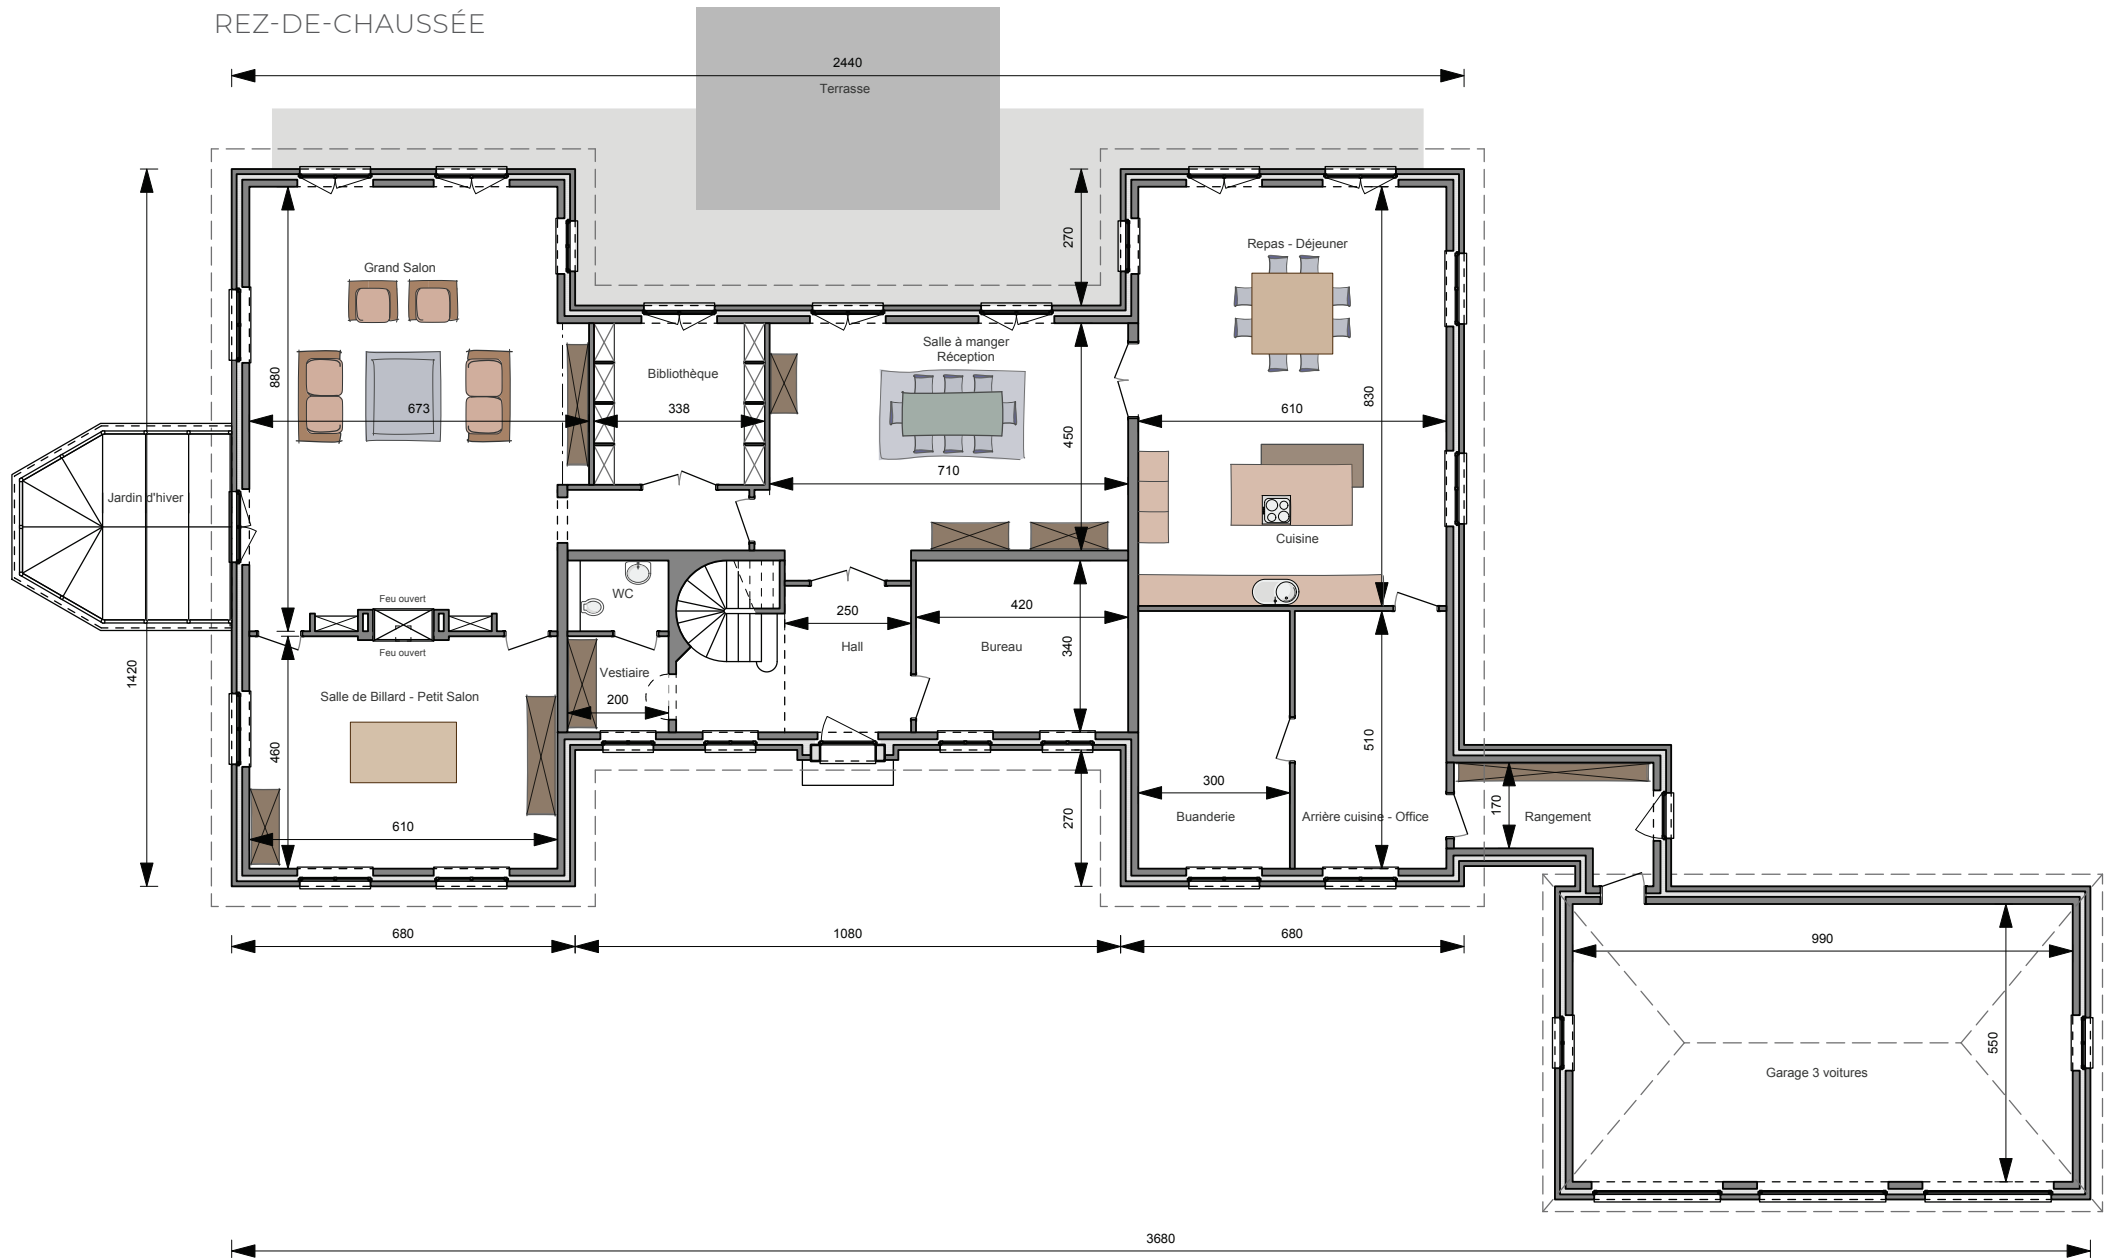 REZ-DE-CHAUSSÉE
2440
Terrasse
270
Repas - Déjeuner
Grand Salon
Salle à manger
Réception
Bibliothèque
880
673
338
830
610
450
710
Jardin d'hiver
Cuisine
Feu ouvert
WC
250
420
Feu ouvert
Hall
Bureau
340
1420
Vestiaire
200
Salle de Billard - Petit Salon
460
510
300
170
Buanderie
Arrière cuisine - Office
Rangement
270
610
680
1080
680
990
550
Garage 3 voitures
3680